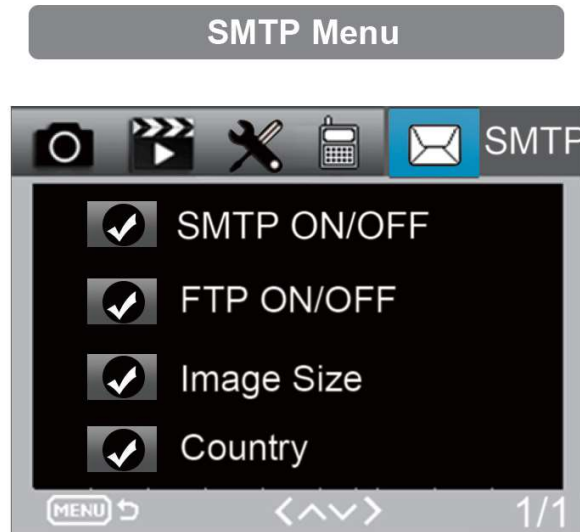 SMTP Menu
SMTP
SMTP ON/OFF
FTP ON/OFF
Image Size
Country
MENU 1/1